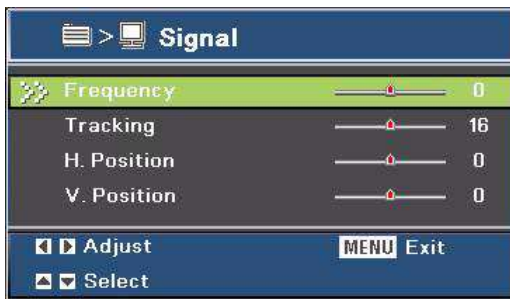 > Signal
Frequency 0
Tracking 16
H. Position 0
V. Position 0
Adjust MENU Exit
Select